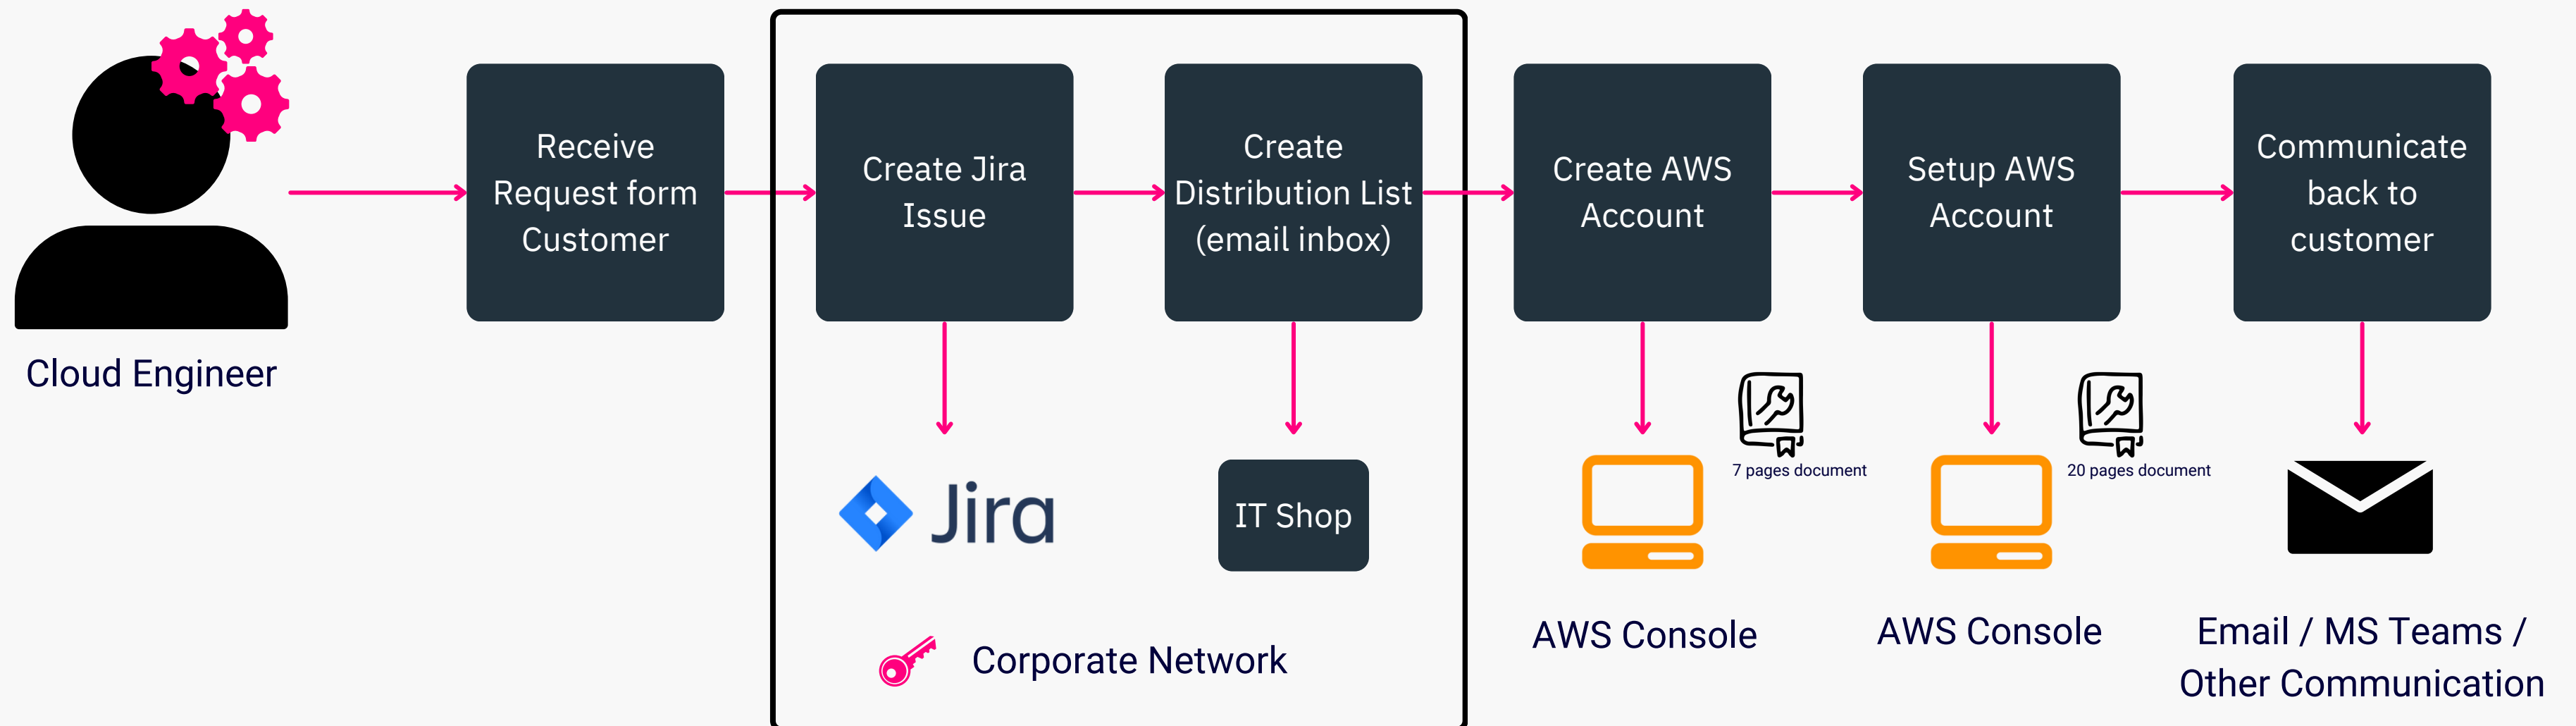 Receive
Request form
Customer
Create Jira
Issue
Create
Distribution List
(email inbox)
Create AWS
Account
Setup AWS
Account
Communicate
back to
customer
Cloud Engineer
7 pages document
20 pages document
Jira
IT Shop
Corporate Network
AWS Console
AWS Console
Email / MS Teams /
Other Communication